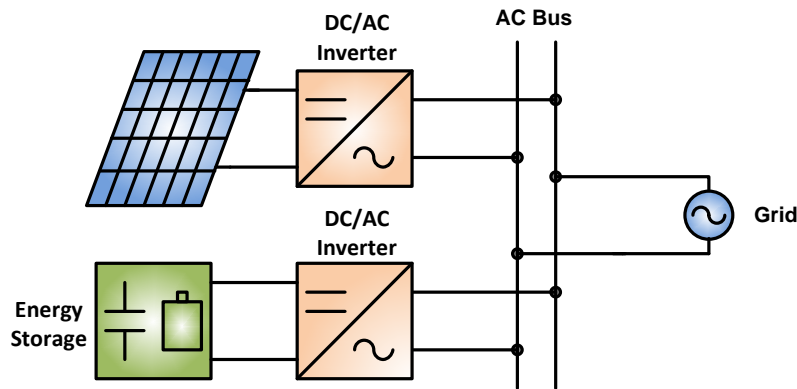 DC/AC
Inverter
AC Bus
Grid
DC/AC
Inverter
Energy
Storage